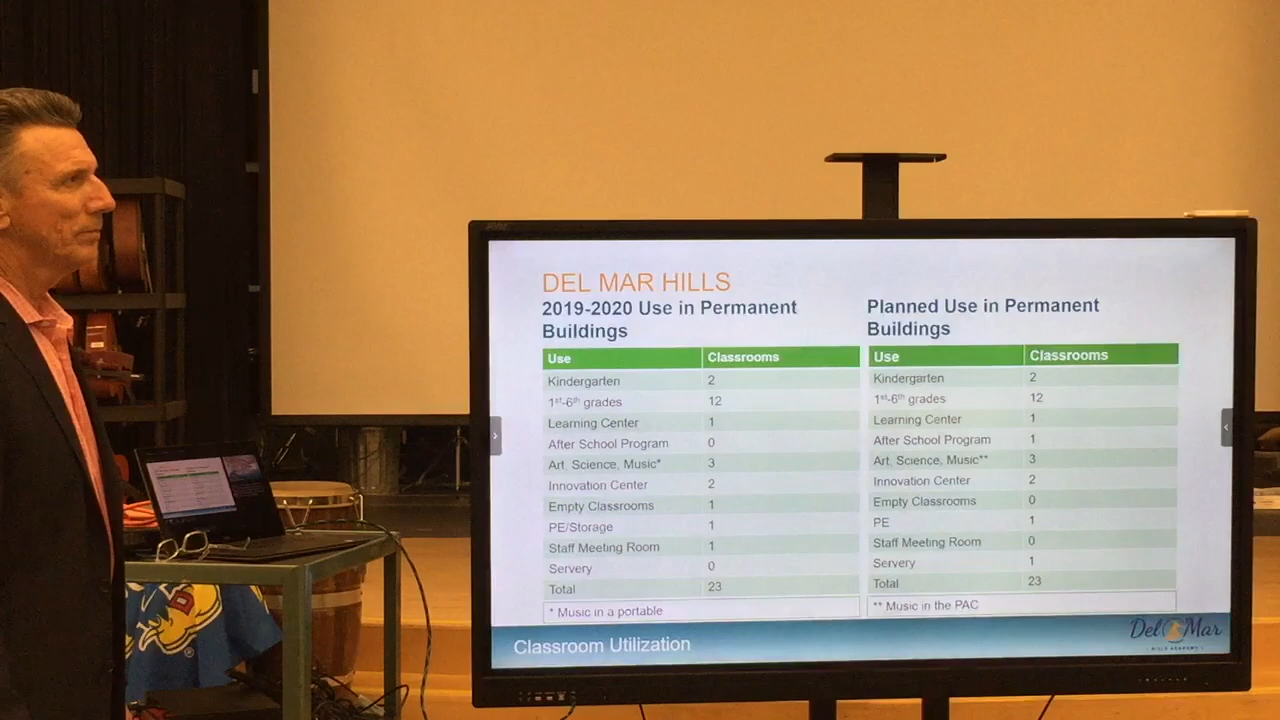 DEL MAR HILLS
2019-2020 Use in Permanent
Buildings
Use Classrooms
Kindergarten 2
1st-6th grades 12
Learning Center 1
After School Program 0
Art, Science, Music* 3
Innovation Center 2
Empty Classrooms 1
PE/Storage 1
Staff Meeting Room 1
Servery 0
Total 23
* Music in a portable
Planned Use in Permanent
Buildings
Use Classrooms
Kindergarten 2
1st-6th grades 12
Learning Center 1
After School Program 1
Art, Science, Music** 3
Innovation Center 2
Empty Classrooms 0
PE 1
Staff Meeting Room 0
Servery 1
Total 23
** Music in the PAC
Classroom Utilization
Del Mar
HILLS ACADEMY
D